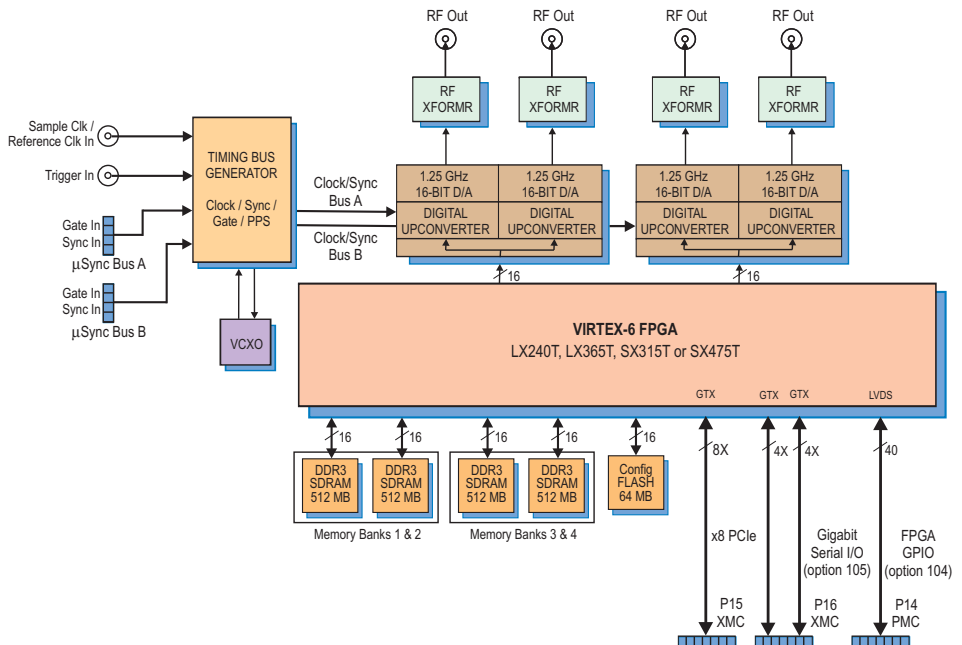 RF Out
RF Out
RF Out
RF Out
RF
XFORMR
RF
XFORMR
RF
XFORMR
RF
XFORMR
Sample Clk /
Reference Clk In
Trigger In
Gate In
Sync In
μSync Bus A
Gate In
Sync In
μSync Bus B
TIMING BUS
GENERATOR
Clock / Sync /
Gate / PPS
VCXO
Clock/Sync
Bus A
Clock/Sync
Bus B
1.25 GHz
16-BIT D/A
DIGITAL
UPCONVERTER
1.25 GHz
16-BIT D/A
DIGITAL
UPCONVERTER
1.25 GHz
16-BIT D/A
DIGITAL
UPCONVERTER
1.25 GHz
16-BIT D/A
DIGITAL
UPCONVERTER
16
16
VIRTEX-6 FPGA
LX240T, LX365T, SX315T or SX475T
GTX
GTX
GTX
LVDS
16
16
16
16
16
8X
4X
4X
40
DDR3
SDRAM
512 MB
DDR3
SDRAM
512 MB
DDR3
SDRAM
512 MB
DDR3
SDRAM
512 MB
Config
FLASH
64 MB
Memory Banks 1 & 2
Memory Banks 3 & 4
x8 PCIe
Gigabit
Serial I/O
(option 105)
FPGA
GPIO
(option 104)
P15
XMC
P16
XMC
P14
PMC